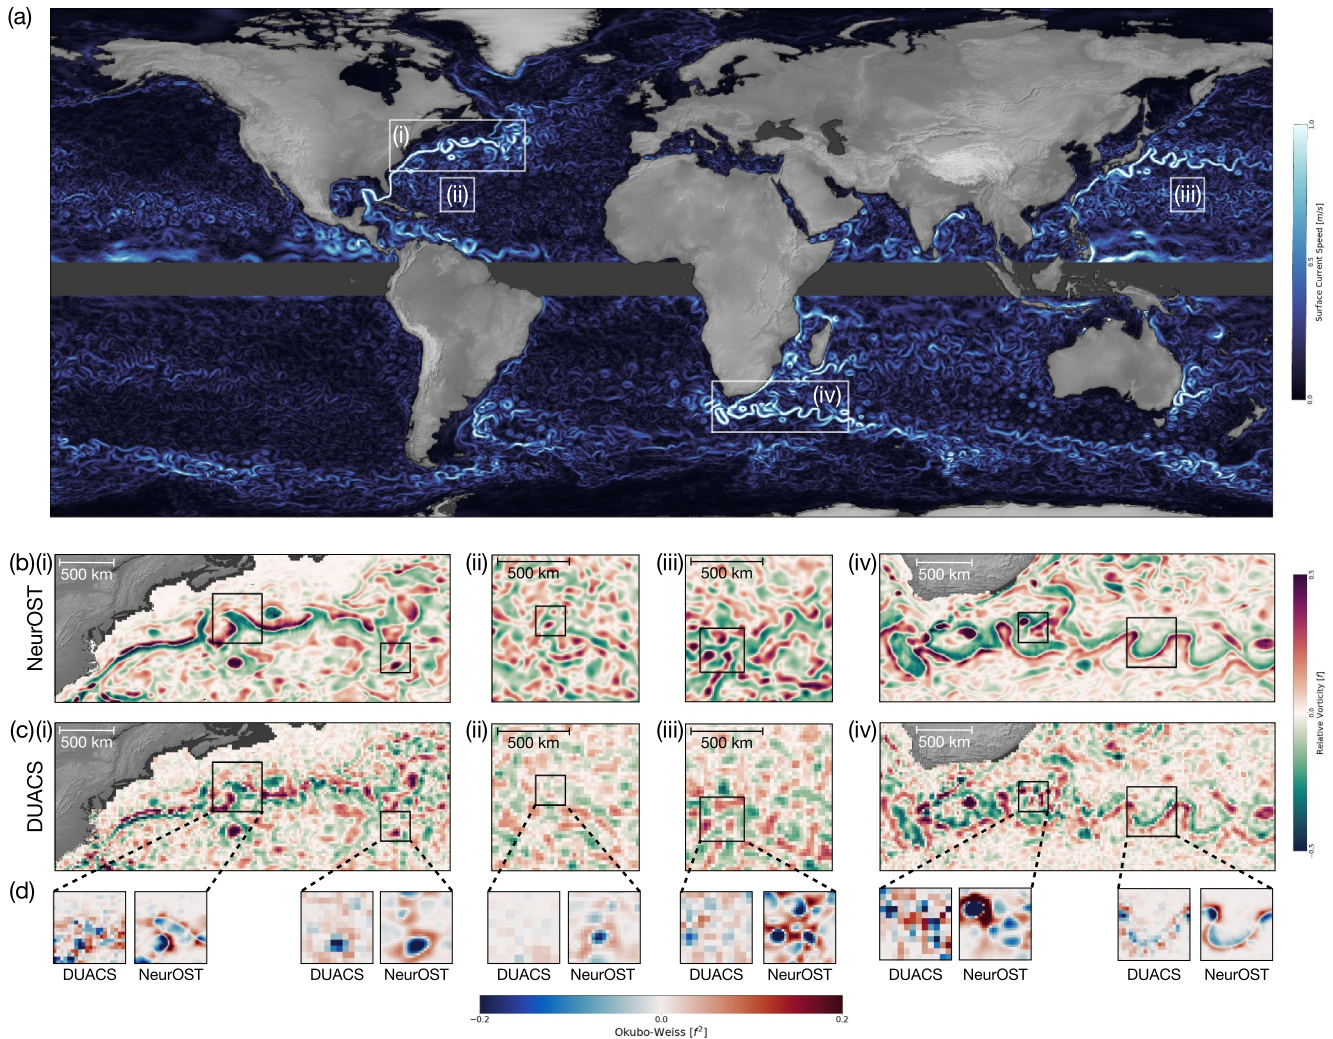 (a)
(i)
(ii)
(iii)
(iv)
1.0
0.5
0.0
Surface Current Speed [m/s]
(b)(i)
(ii)
(iii)
(iv)
500 km
500 km
500 km
500 km
NeurOST
(c)(i)
(ii)
(iii)
(iv)
500 km
500 km
500 km
500 km
DUACS
0.5
0.0
−0.5
Relative Vorticity [f]
(d)
DUACS NeurOST DUACS NeurOST DUACS NeurOST DUACS NeurOST DUACS NeurOST DUACS NeurOST
−0.2 0.0 0.2
Okubo-Weiss [f²]